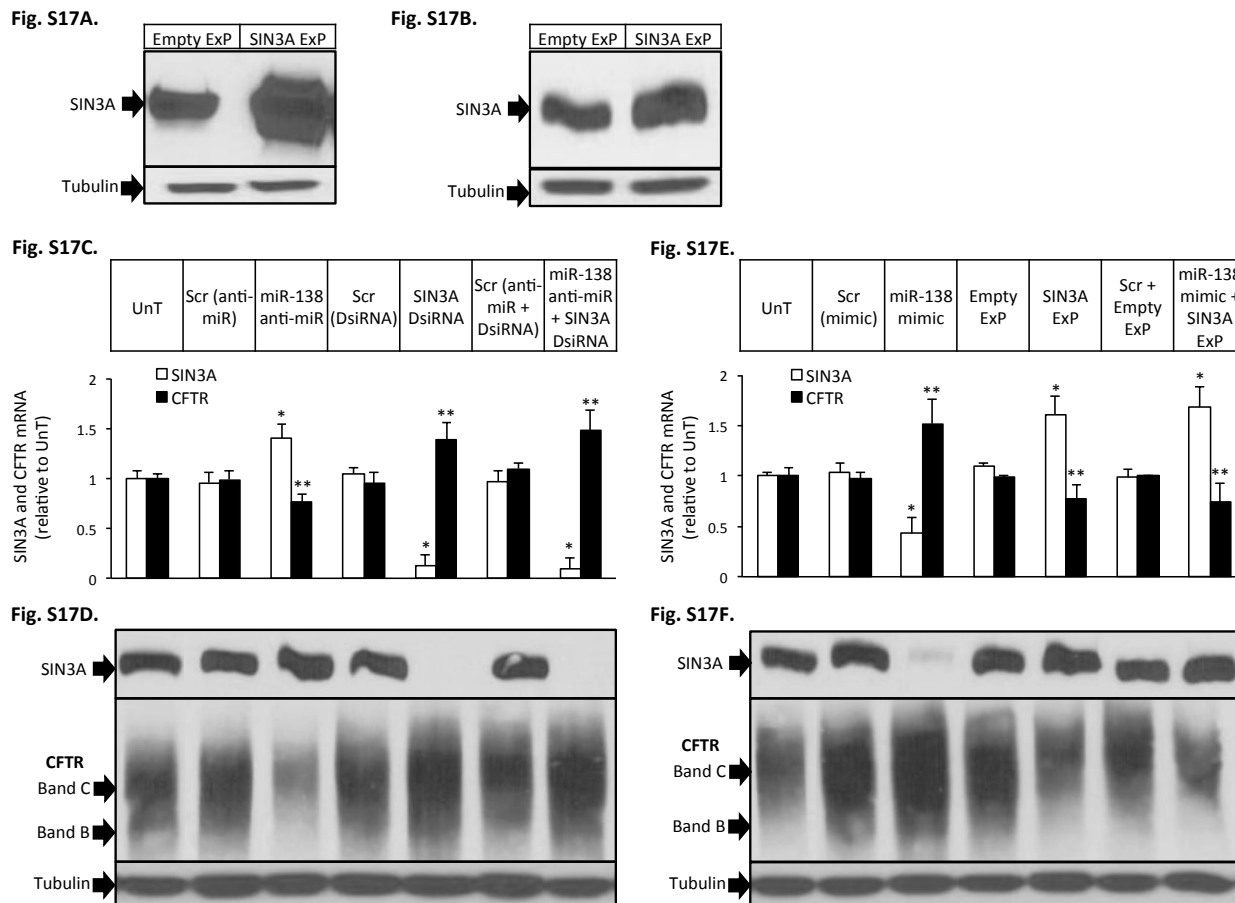 Fig. S17A.
Empty ExP SIN3A ExP
SIN3A
Tubulin
Fig. S17B.
Empty ExP SIN3A ExP
SIN3A
Tubulin
Fig. S17C.
UnT
Scr (anti-
miR)
miR-138
anti-miR
Scr
(DsiRNA)
SIN3A
DsiRNA
Scr (anti-
miR +
DsiRNA)
miR-138
anti-miR
+ SIN3A
DsiRNA
SIN3A and CFTR mRNA
(relative to UnT)
2
1.5
1
0.5
0
SIN3A
CFTR
*
**
*
**
*
**
Fig. S17E.
UnT
Scr
(mimic)
miR-138
mimic
Empty
ExP
SIN3A
ExP
Scr +
Empty
ExP
miR-138
mimic +
SIN3A
ExP
SIN3A and CFTR mRNA
(relative to UnT)
2
1.5
1
0.5
0
SIN3A
CFTR
*
**
*
**
*
**
Fig. S17D.
SIN3A
CFTR
Band C
Band B
Tubulin
Fig. S17F.
SIN3A
CFTR
Band C
Band B
Tubulin